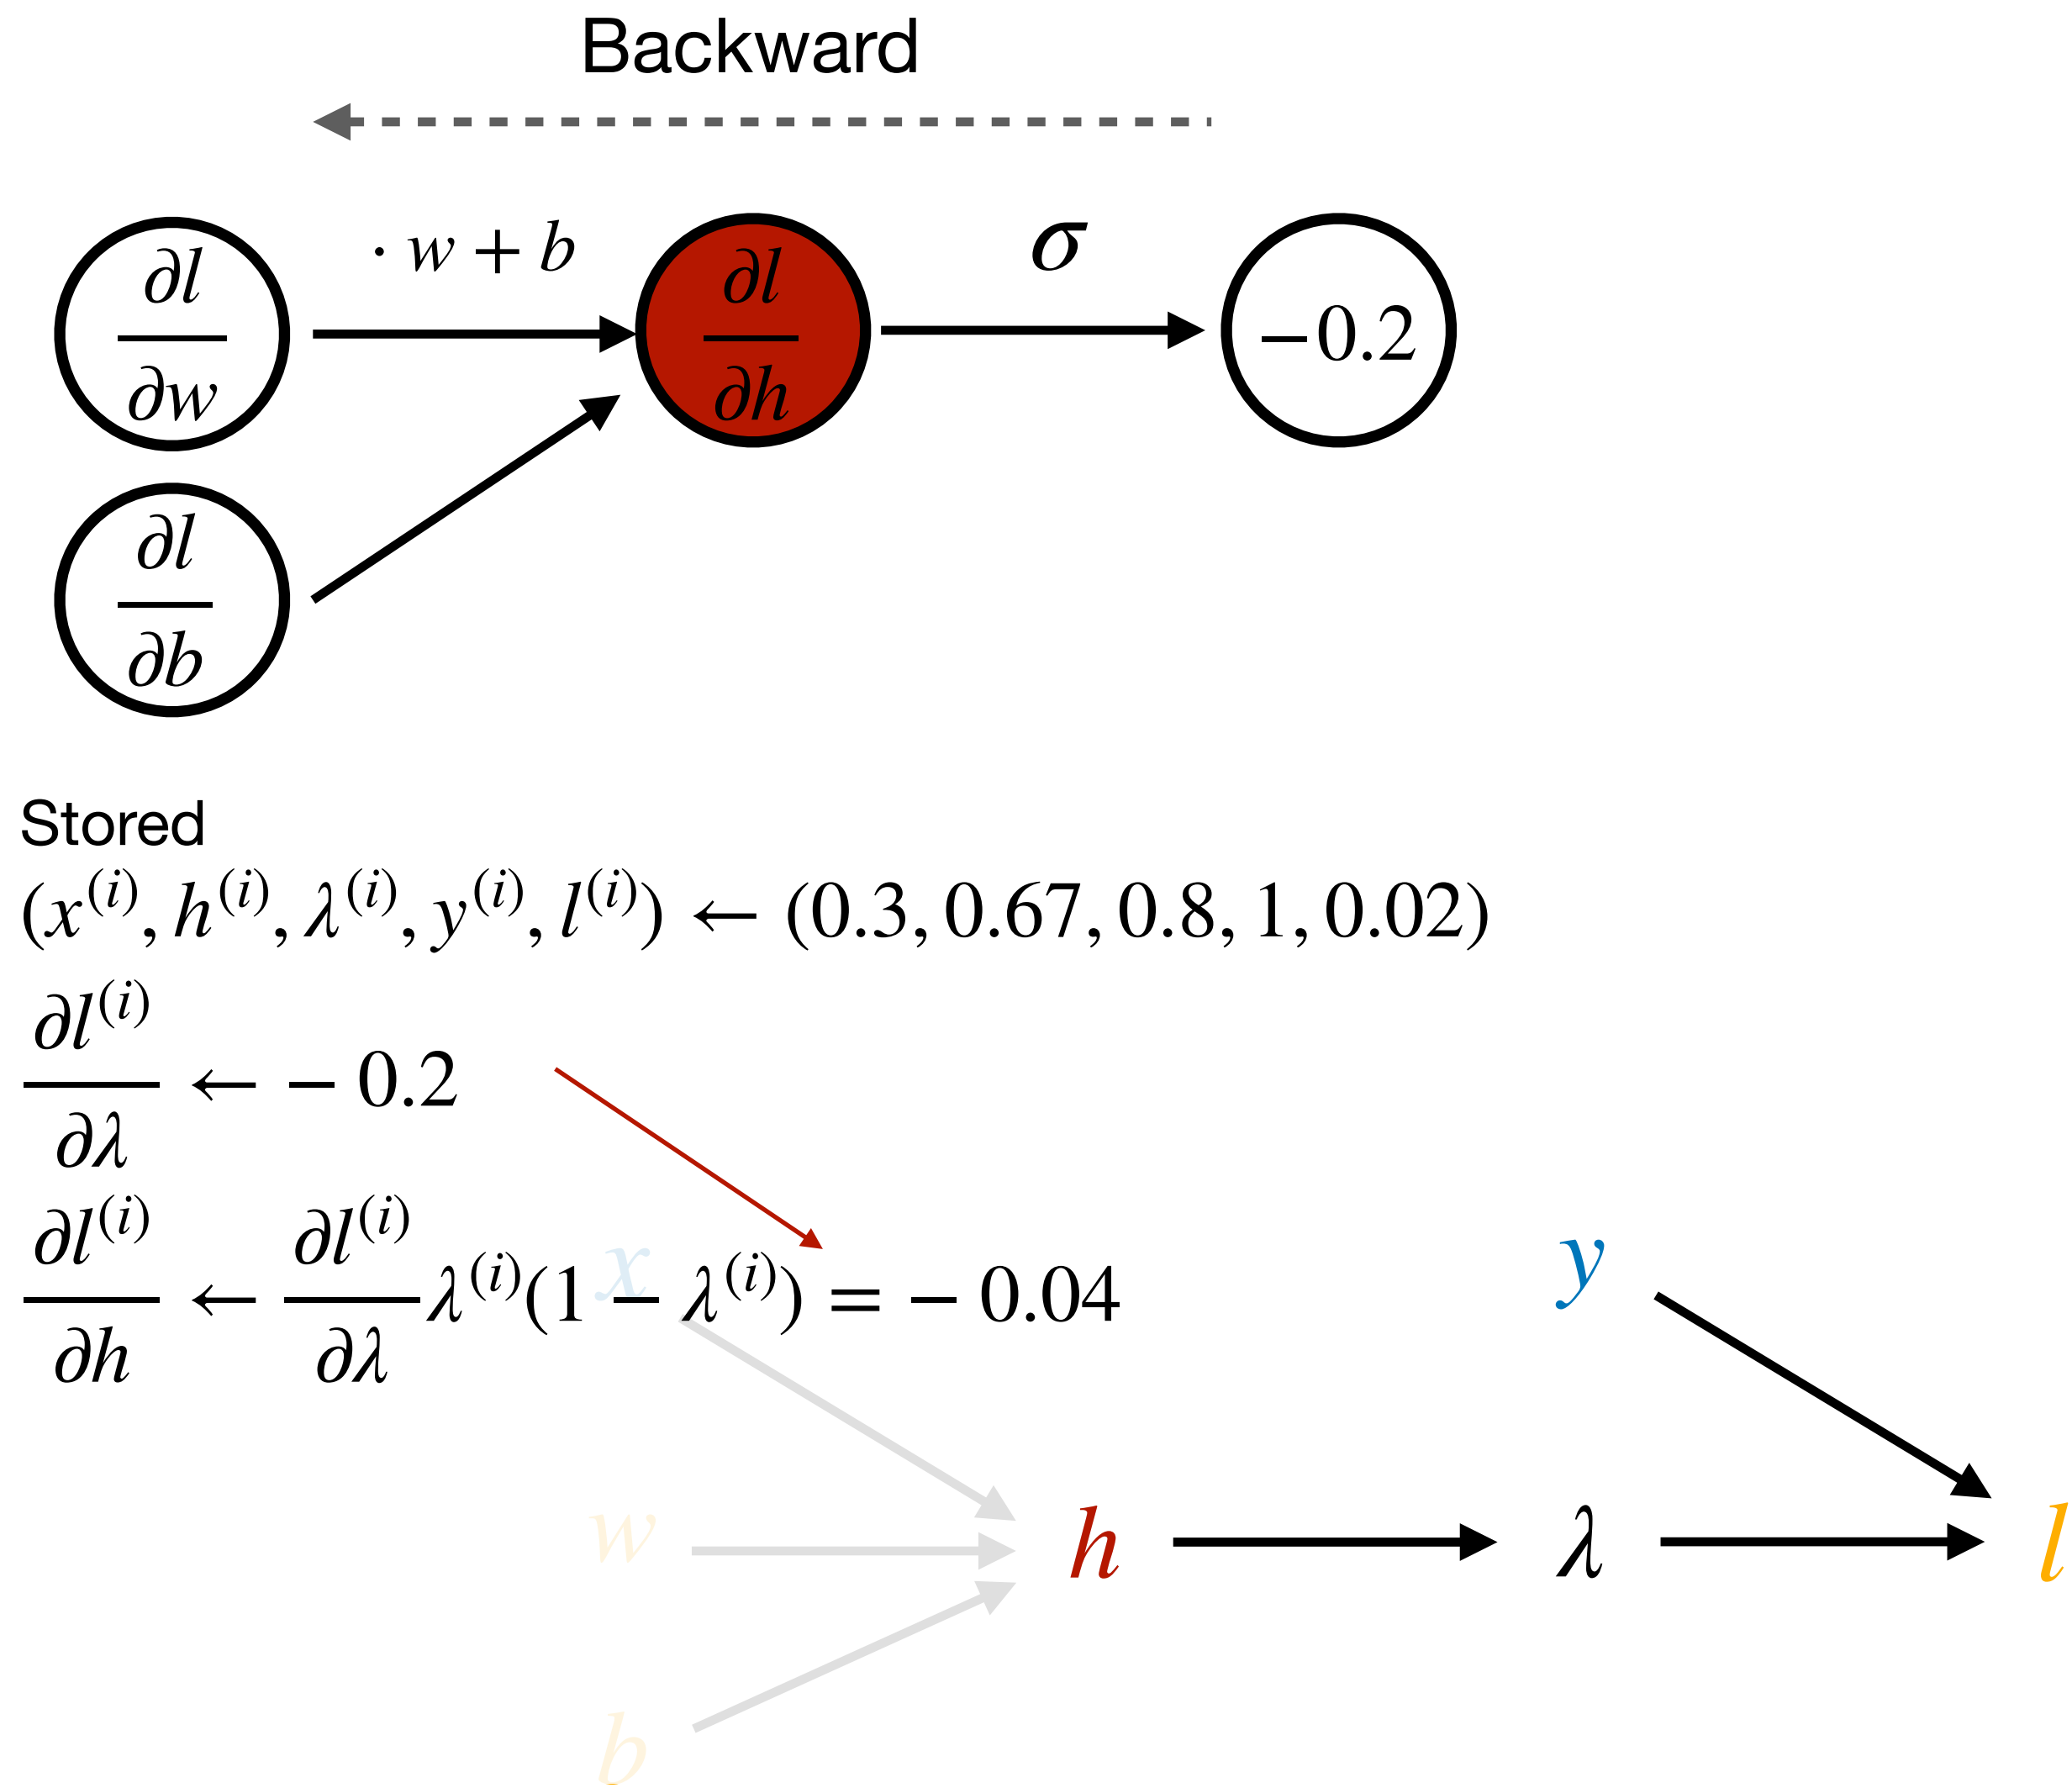 Backward
∂l/∂w · w + b ∂l/∂h σ −0.2
∂l/∂b
Stored
(x⁽ⁱ⁾, h⁽ⁱ⁾, λ⁽ⁱ⁾, y⁽ⁱ⁾, l⁽ⁱ⁾) ← (0.3, 0.67, 0.8, 1, 0.02)
∂l⁽ⁱ⁾/∂λ ← − 0.2
∂l⁽ⁱ⁾/∂h ← ∂l⁽ⁱ⁾/∂λ λ⁽ⁱ⁾(1 − λ⁽ⁱ⁾) = − 0.04
x y
w h λ l
b